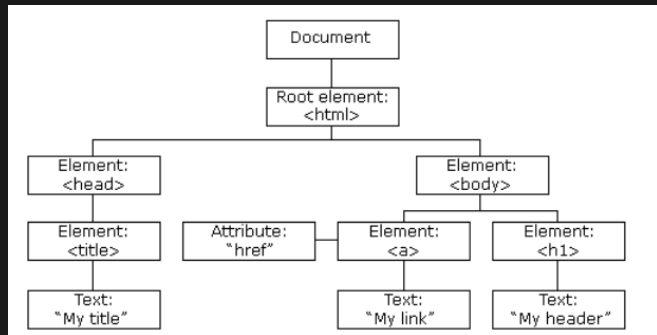 Document
Root element:
<html>
Element:
<head>
Element:
<body>
Element:
<title>
Attribute:
"href"
Element:
<a>
Element:
<h1>
Text:
"My title"
Text:
"My link"
Text:
"My header"